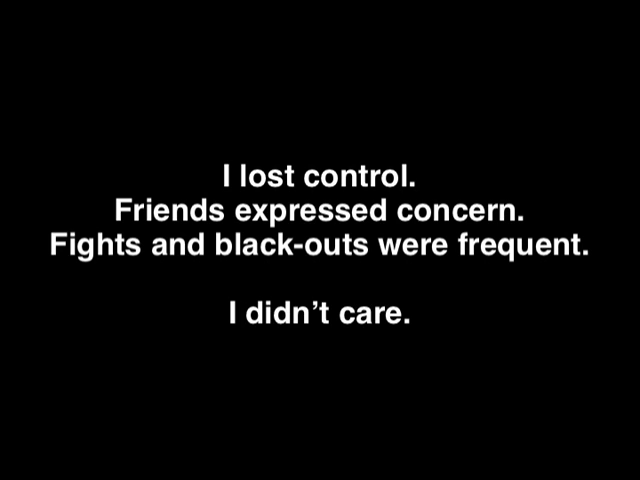 I lost control.
Friends expressed concern.
Fights and black-outs were frequent.
I didn’t care.